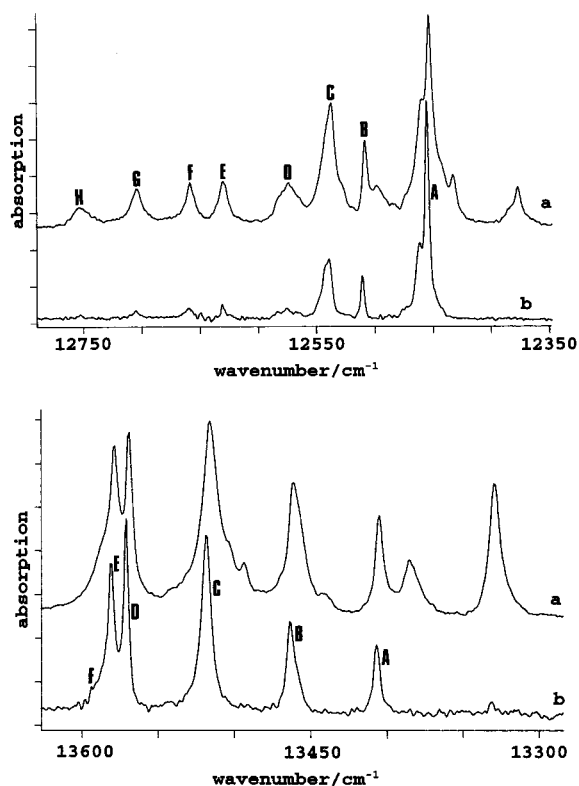 absorption
H
G
F
E
D
C
B
A
a
b
12750
12550
12350
wavenumber/cm⁻¹
absorption
F
E
D
C
B
A
a
b
13600
13450
13300
wavenumber/cm⁻¹